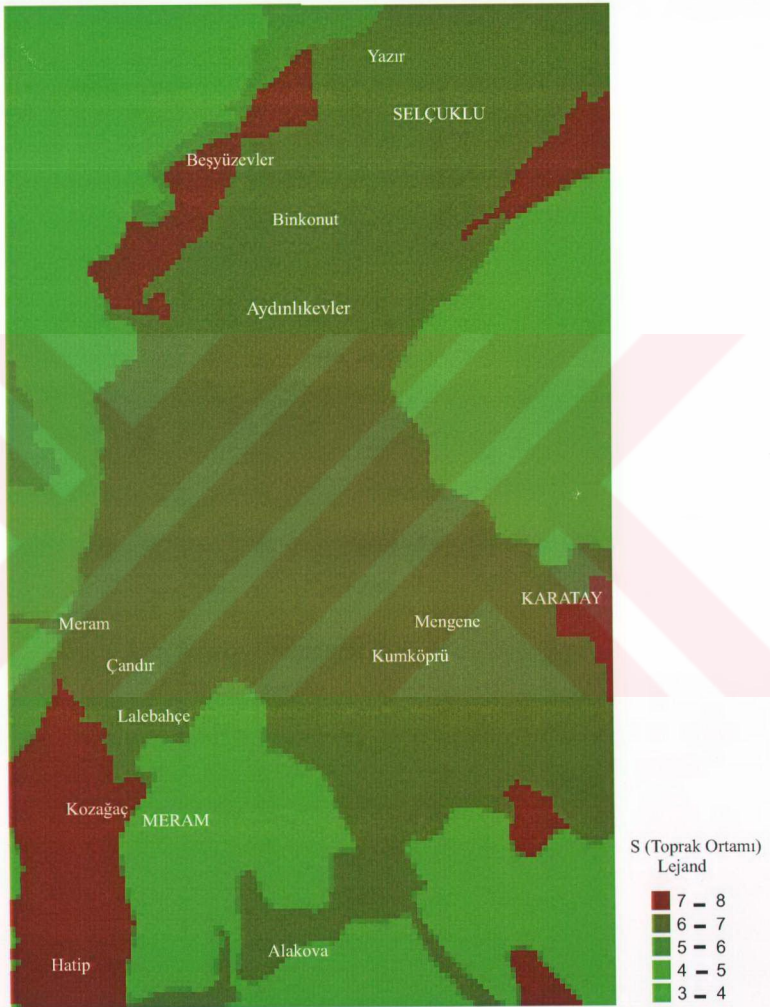 Yazır
SELÇUKLU
Beşyüzevler
Binkonut
Aydınlıkevler
KARATAY
Meram
Mengene
Kumköprü
Çandır
Lalebahçe
Kozağaç
MERAM
Alakova
Hatip
S (Toprak Ortamı)
Lejand
7 – 8
6 – 7
5 – 6
4 – 5
3 – 4